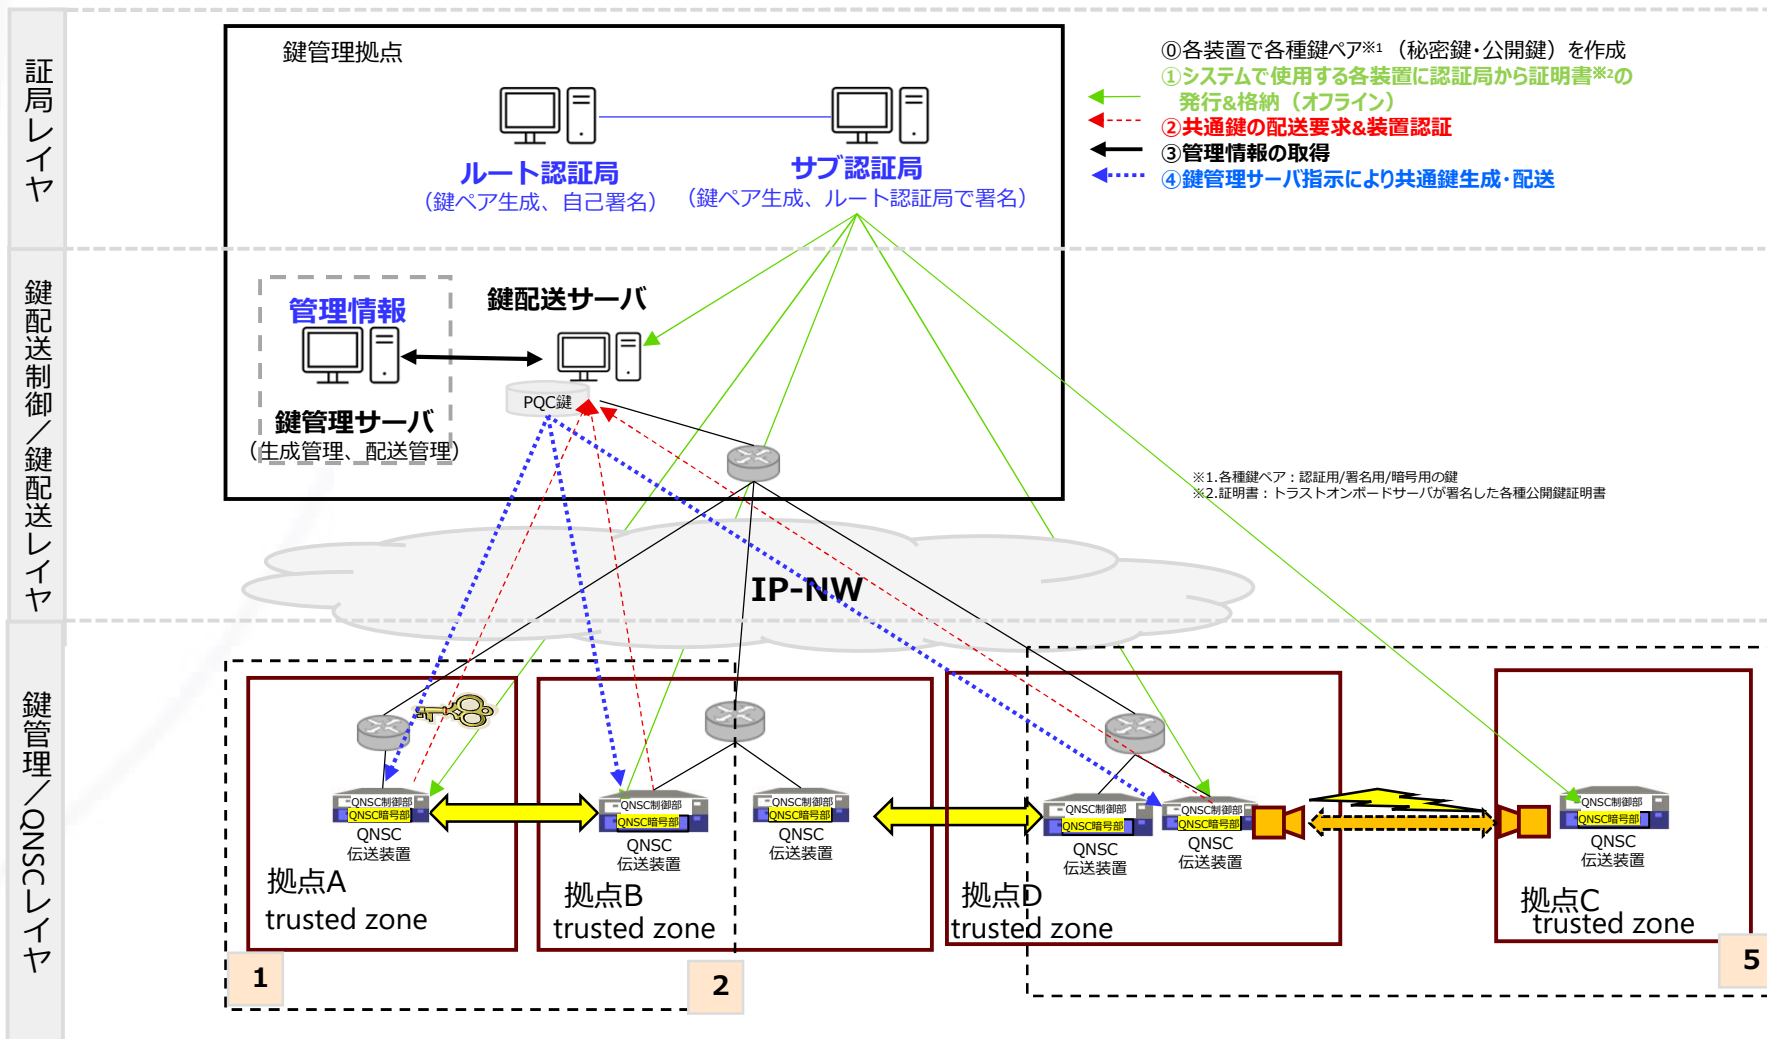 証局レイヤ
鍵管理拠点
ルート認証局
（鍵ペア生成、自己署名）
サブ認証局
（鍵ペア生成、ルート認証局で署名）
⓪各装置で各種鍵ペア※1（秘密鍵・公開鍵）を作成
①システムで使用する各装置に認証局から証明書※2の
発行&格納（オフライン）
②共通鍵の配送要求&装置認証
③管理情報の取得
④鍵管理サーバ指示により共通鍵生成・配送
鍵配送制御／鍵配送レイヤ
管理情報
鍵管理サーバ
（生成管理、配送管理）
鍵配送サーバ
PQC鍵
※1.各種鍵ペア：認証用/署名用/暗号用の鍵
※2.証明書：トラストオンボードサーバが署名した各種公開鍵証明書
IP-NW
鍵管理／QNSCレイヤ
QNSC制御部
QNSC暗号部
QNSC
伝送装置
拠点A
trusted zone
1
QNSC制御部
QNSC暗号部
QNSC
伝送装置
QNSC制御部
QNSC暗号部
QNSC
伝送装置
拠点B
trusted zone
2
QNSC制御部
QNSC暗号部
QNSC
伝送装置
QNSC制御部
QNSC暗号部
QNSC
伝送装置
拠点D
trusted zone
QNSC制御部
QNSC暗号部
QNSC
伝送装置
拠点C
trusted zone
5